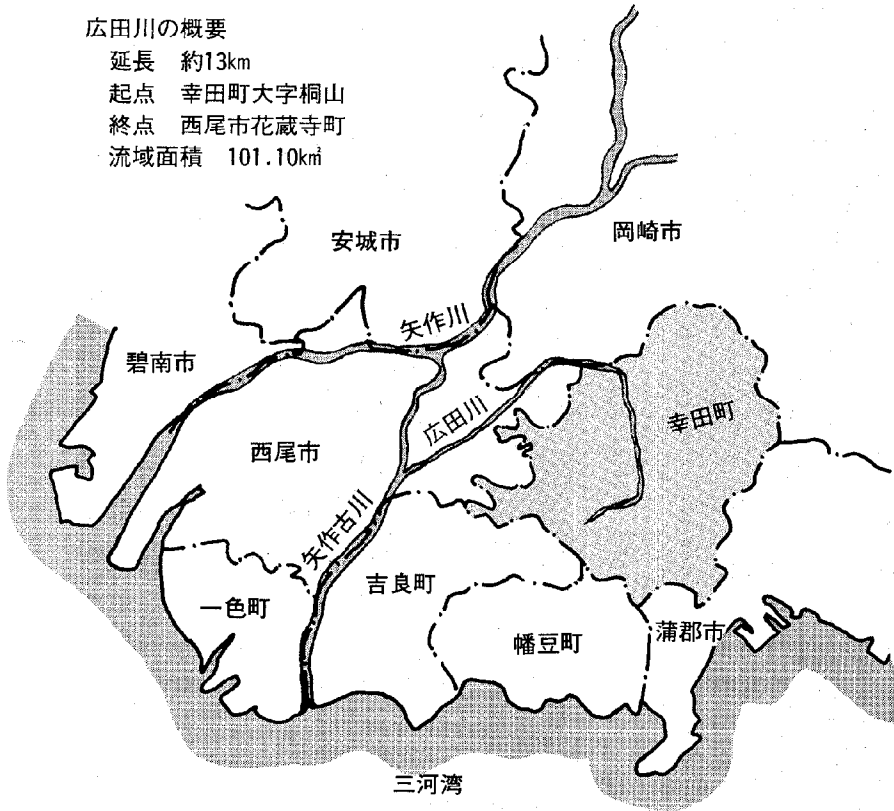 広田川の概要
延長 約13km
起点 幸田町大字桐山
終点 西尾市花蔵寺町
流域面積 101.10km²
安城市
岡崎市
矢作川
碧南市
広田川
幸田町
西尾市
矢作古川
吉良町
一色町
幡豆町
蒲郡市
三河湾